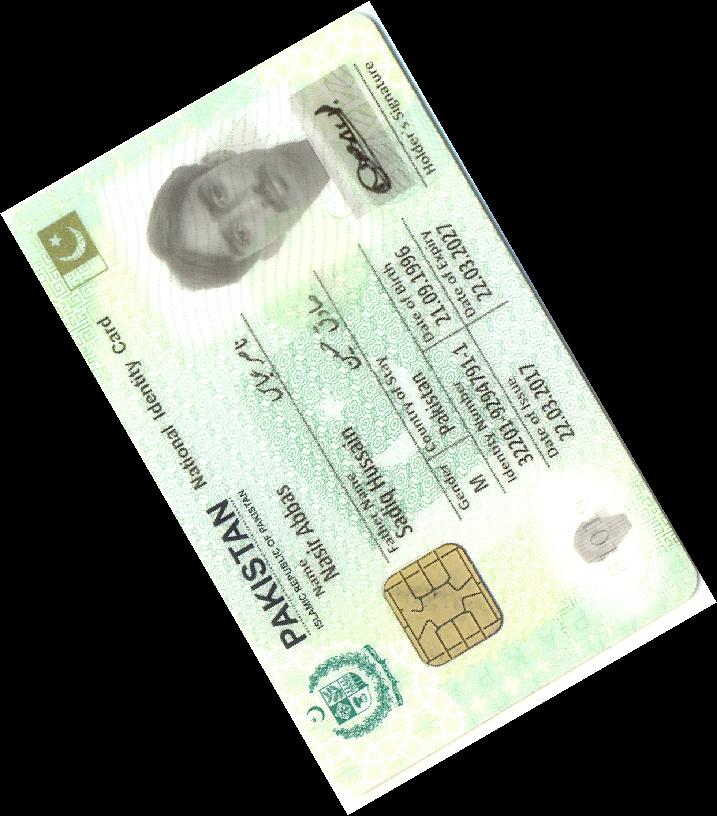 PAKISTAN National Identity Card
ISLAMIC REPUBLIC OF PAKISTAN
Name
Nasir Abbas
Father Name
Sadiq Hussain
Gender Country of Stay
M Pakistan
Identity Number Date of Birth
32203-9294791-1 21.09.1996
Date of Issue Date of Expiry
22.03.2017 22.03.2027
Holder's Signature